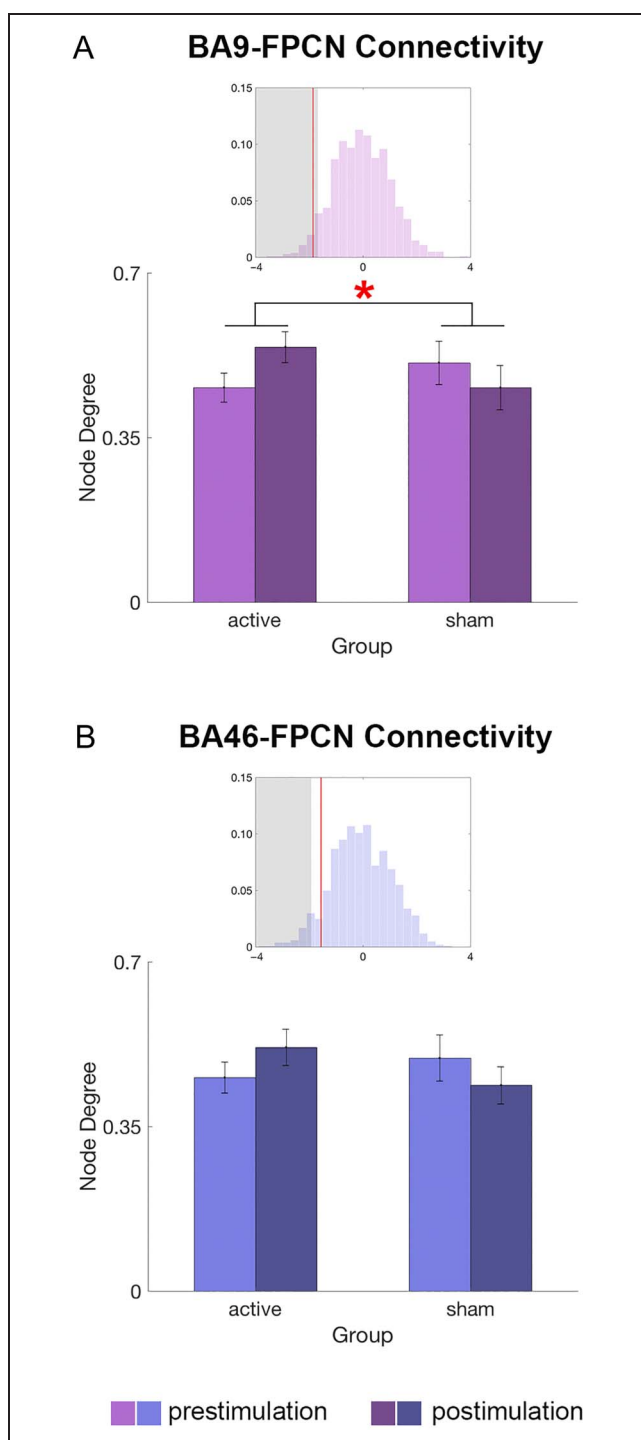 A
BA9-FPCN Connectivity
0.15
0.10
0.05
0
−4 0 4
*
0.7
0.35
0
Node Degree
active sham
Group
B
BA46-FPCN Connectivity
0.15
0.10
0.05
0
−4 0 4
0.7
0.35
0
Node Degree
active sham
Group
prestimulation postimulation